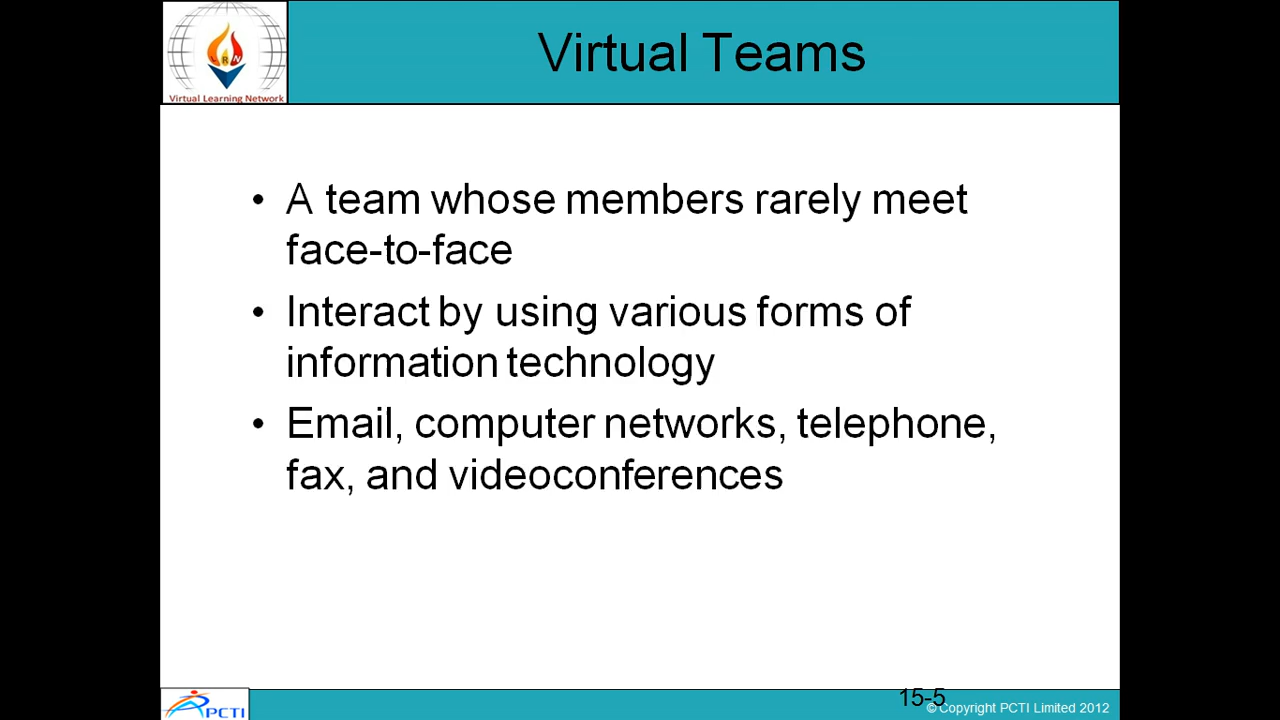 Virtual Teams
Virtual Learning Network
• A team whose members rarely meet
face-to-face
• Interact by using various forms of
information technology
• Email, computer networks, telephone,
fax, and videoconferences
PCTI
15-5
© Copyright PCTI Limited 2012